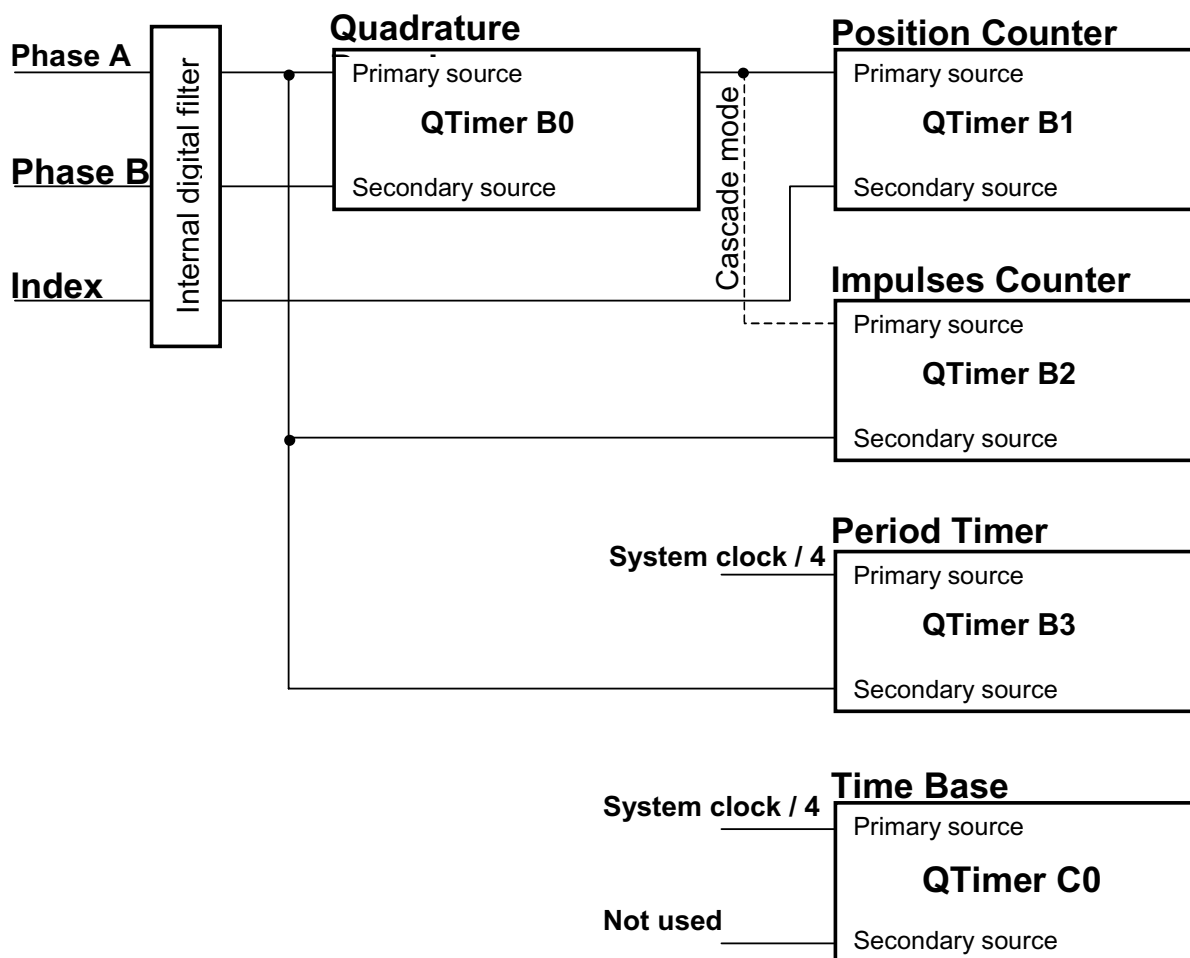 Quadrature
Phase A
Primary source
QTimer B0
Phase B
Secondary source
Index
Internal digital filter
Cascade mode
Position Counter
Primary source
QTimer B1
Secondary source
Impulses Counter
Primary source
QTimer B2
Secondary source
Period Timer
System clock / 4
Primary source
QTimer B3
Secondary source
Time Base
System clock / 4
Primary source
QTimer C0
Not used
Secondary source